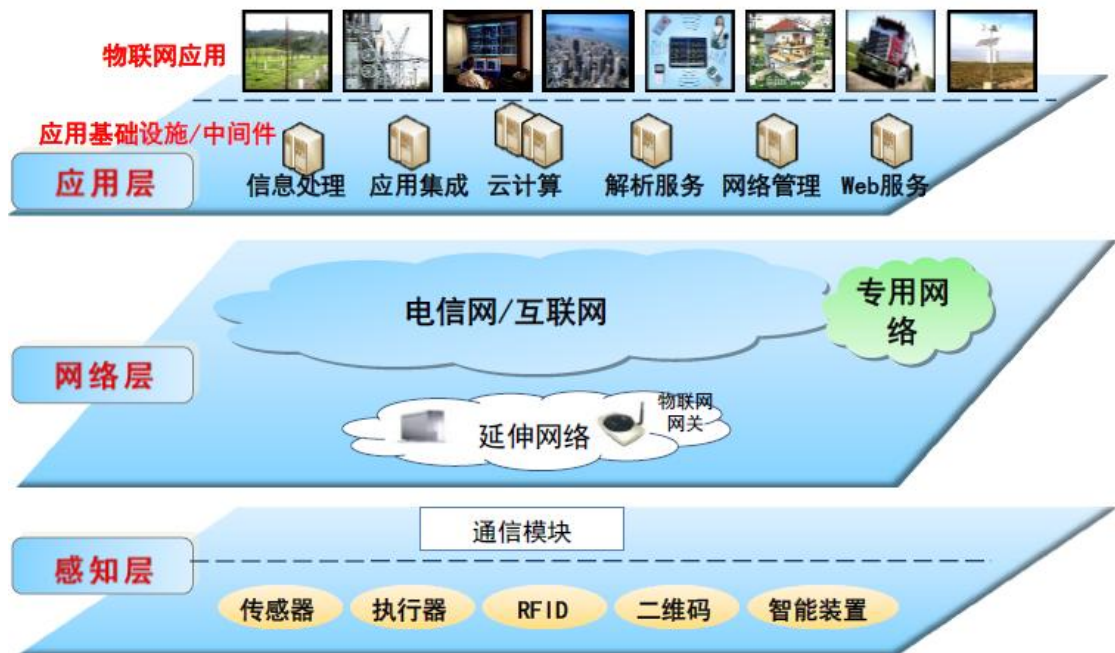 物联网应用
应用基础设施/中间件
应用层
信息处理
应用集成
云计算
解析服务
网络管理
Web服务
电信网/互联网
专用网
络
网络层
物联网
网关
延伸网络
通信模块
感知层
传感器
执行器
RFID
二维码
智能装置